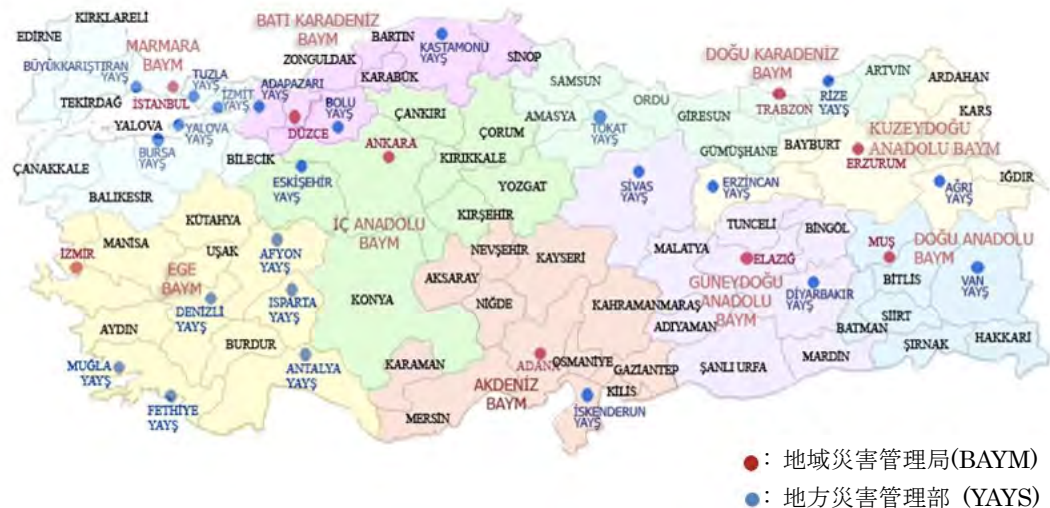 KIRKLARELİ
EDİRNE
MARMARA
BAYM
BÜYÜKKARIŞTIRAN
YAYŞ
TUZLA
YAYŞ
İZMİT
YAYŞ
İSTANBUL
TEKİRDAĞ
YALOVA
YALOVA
YAYŞ
BURSA
YAYŞ
ÇANAKKALE
BALIKESİR
BİLECİK
BATI KARADENİZ
BAYM
BARTIN
ZONGULDAK
KARABÜK
KASTAMONU
YAYŞ
SİNOP
ADAPAZARI
YAYŞ
BOLU
YAYŞ
DÜZCE
DOĞU KARADENİZ
BAYM
SAMSUN
ORDU
AMASYA
TOKAT
YAYŞ
GİRESUN
TRABZON
RİZE
YAYŞ
ARTVİN
GÜMÜŞHANE
ARDAHAN
KARS
KUZEYDOĞU
ANADOLU BAYM
BAYBURT
ERZURUM
ERZİNCAN
YAYŞ
AĞRI
YAYŞ
IĞDIR
ÇANKIRI
ÇORUM
ANKARA
KIRIKKALE
YOZGAT
KIRŞEHİR
ESKİŞEHİR
YAYŞ
İÇ ANADOLU
BAYM
KONYA
KÜTAHYA
MANİSA
UŞAK
AFYON
YAYŞ
İZMİR
EGE
BAYM
DENİZLİ
YAYŞ
ISPARTA
YAYŞ
AYDIN
BURDUR
MUĞLA
YAYŞ
FETHİYE
YAYŞ
ANTALYA
YAYŞ
NEVŞEHİR
KAYSERİ
AKSARAY
NİĞDE
KAHRAMANMARAŞ
KARAMAN
ADANA
OSMANİYE
GAZIANTEP
KİLİS
AKDENİZ
BAYM
MERSİN
İSKENDERUN
YAYŞ
SİVAS
YAYŞ
TUNCELİ
BİNGÖL
MALATYA
ELAZIĞ
GÜNEYDOĞU
ANADOLU
BAYM
DİYARBAKIR
YAYŞ
ADIYAMAN
ŞANLI URFA
MARDİN
BATMAN
MUŞ
DOĞU ANADOLU
BAYM
BİTLİS
VAN
YAYŞ
SİİRT
ŞIRNAK
HAKKARİ
: 地域災害管理局(BAYM)
: 地方災害管理部 (YAYS)